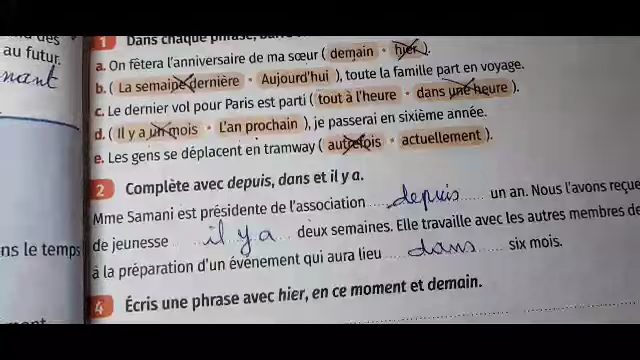 au futur.
nant
ns le temps
1 Dans chaque phrase,
a. On fêtera l'anniversaire de ma sœur ( demain • hier ).
b. ( La semaine dernière • Aujourd'hui ), toute la famille part en voyage.
c. Le dernier vol pour Paris est parti ( tout à l'heure • dans une heure ).
d. ( Il y a un mois • L'an prochain ), je passerai en sixième année.
e. Les gens se déplacent en tramway ( autrefois • actuellement ).
2 Complète avec depuis, dans et il y a.
Mme Samani est présidente de l'association depuis un an. Nous l'avons reçue
de jeunesse il y a deux semaines. Elle travaille avec les autres membres de
à la préparation d'un événement qui aura lieu dans six mois.
4 Écris une phrase avec hier, en ce moment et demain.